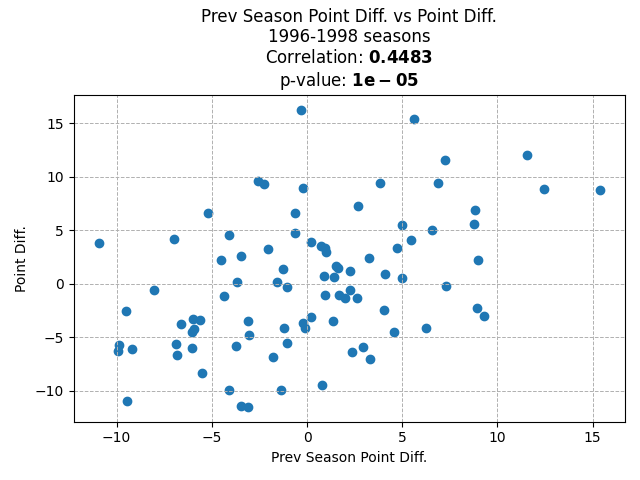 Prev Season Point Diff. vs Point Diff.
1996-1998 seasons
Correlation: 0.4483
p-value: 1e − 05
15
10
5
0
−5
−10
Point Diff.
−10 −5 0 5 10 15
Prev Season Point Diff.